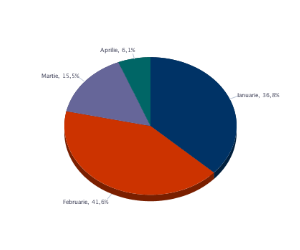 Aprilie, 6,1%
Martie, 15,5%
Ianuarie, 36,8%
Februarie, 41,6%